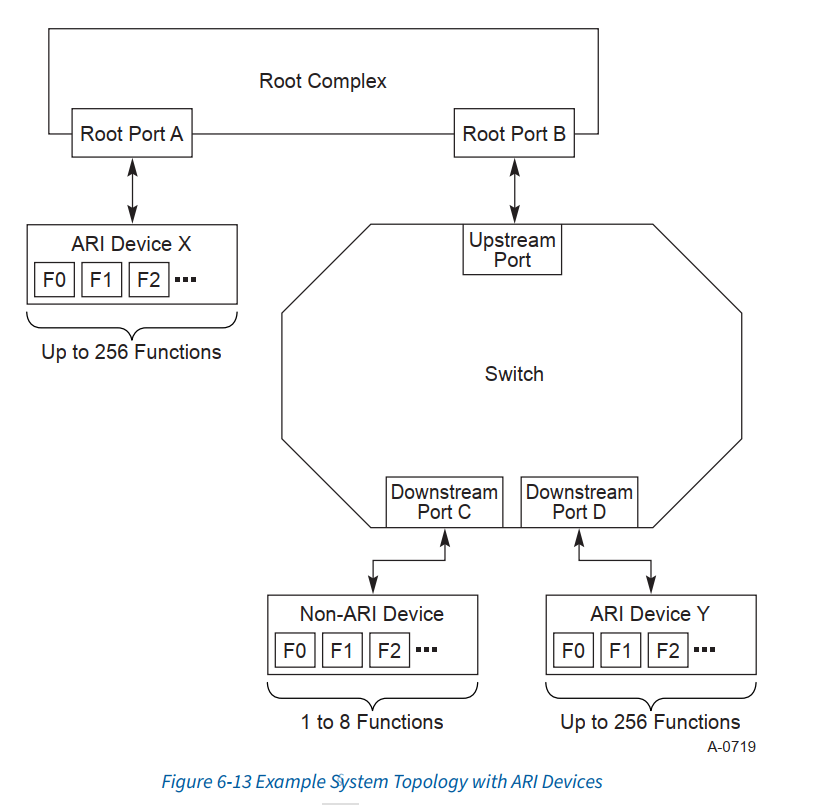 Root Complex
Root Port A
Root Port B
ARI Device X
F0 F1 F2 ...
Up to 256 Functions
Upstream
Port
Switch
Downstream
Port C
Downstream
Port D
Non-ARI Device
F0 F1 F2 ...
1 to 8 Functions
ARI Device Y
F0 F1 F2 ...
Up to 256 Functions
A-0719
Figure 6-13 Example System Topology with ARI Devices